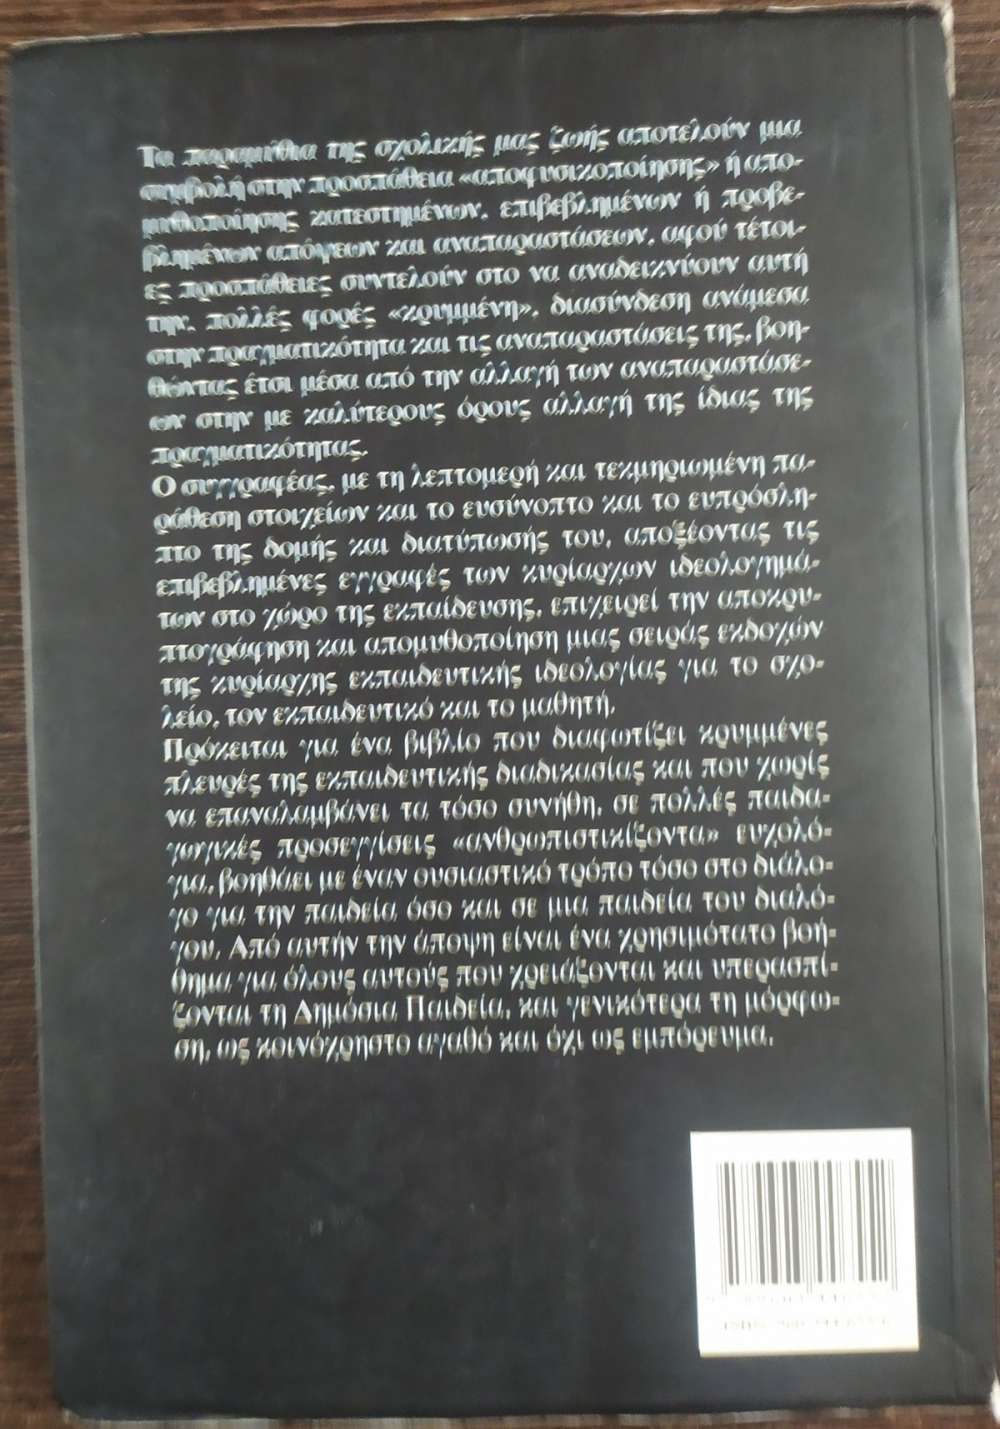 Τα παραμύθια της σχολικής μας ζωής αποτελούν μια
συμβολή στην προσπάθεια «αποφυσικοποίησης» ή απο-
μυθοποίησης κατεστημένων, επιβεβλημένων ή προβε-
βλημένων απόψεων και αναπαραστάσεων, αφού τέτοι-
ες προσπάθειες συντελούν στο να αναδεικνύουν αυτή
την, πολλές φορές «κρυμμένη», διασύνδεση ανάμεσα
στην πραγματικότητα και τις αναπαραστάσεις της, βοη-
θώντας έτσι μέσα από την αλλαγή των αναπαραστάσε-
ων στην με καλύτερους όρους αλλαγή της ίδιας της
πραγματικότητας.
Ο συγγραφέας, με τη λεπτομερή και τεκμηριωμένη πα-
ράθεση στοιχείων και το ευσύνοπτο και το ευπρόσλη-
πτο της δομής και διατύπωσής του, αποξέοντας τις
επιβεβλημένες εγγραφές των κυρίαρχων ιδεολογημά-
των στο χώρο της εκπαίδευσης, επιχειρεί την αποκρυ-
πτογράφηση και απομυθοποίηση μιας σειράς εκδοχών
της κυρίαρχης εκπαιδευτικής ιδεολογίας για το σχο-
λείο, τον εκπαιδευτικό και το μαθητή.
Πρόκειται για ένα βιβλίο που διαφωτίζει κρυμμένες
πλευρές της εκπαιδευτικής διαδικασίας και που χωρίς
να επαναλαμβάνει τα τόσο συνήθη, σε πολλές παιδα-
γωγικές προσεγγίσεις «ανθρωπιστικίζοντα» ευχολό-
για, βοηθάει με έναν ουσιαστικό τρόπο τόσο στο διάλο-
γο για την παιδεία όσο και σε μια παιδεία του διαλό-
γου. Από αυτήν την άποψη είναι ένα χρησιμότατο βοή-
θημα για όλους αυτούς που χρειάζονται και υπερασπί-
ζονται τη Δημόσια Παιδεία, και γενικότερα τη μόρφω-
ση, ως κοινόχρηστο αγαθό και όχι ως εμπόρευμα.